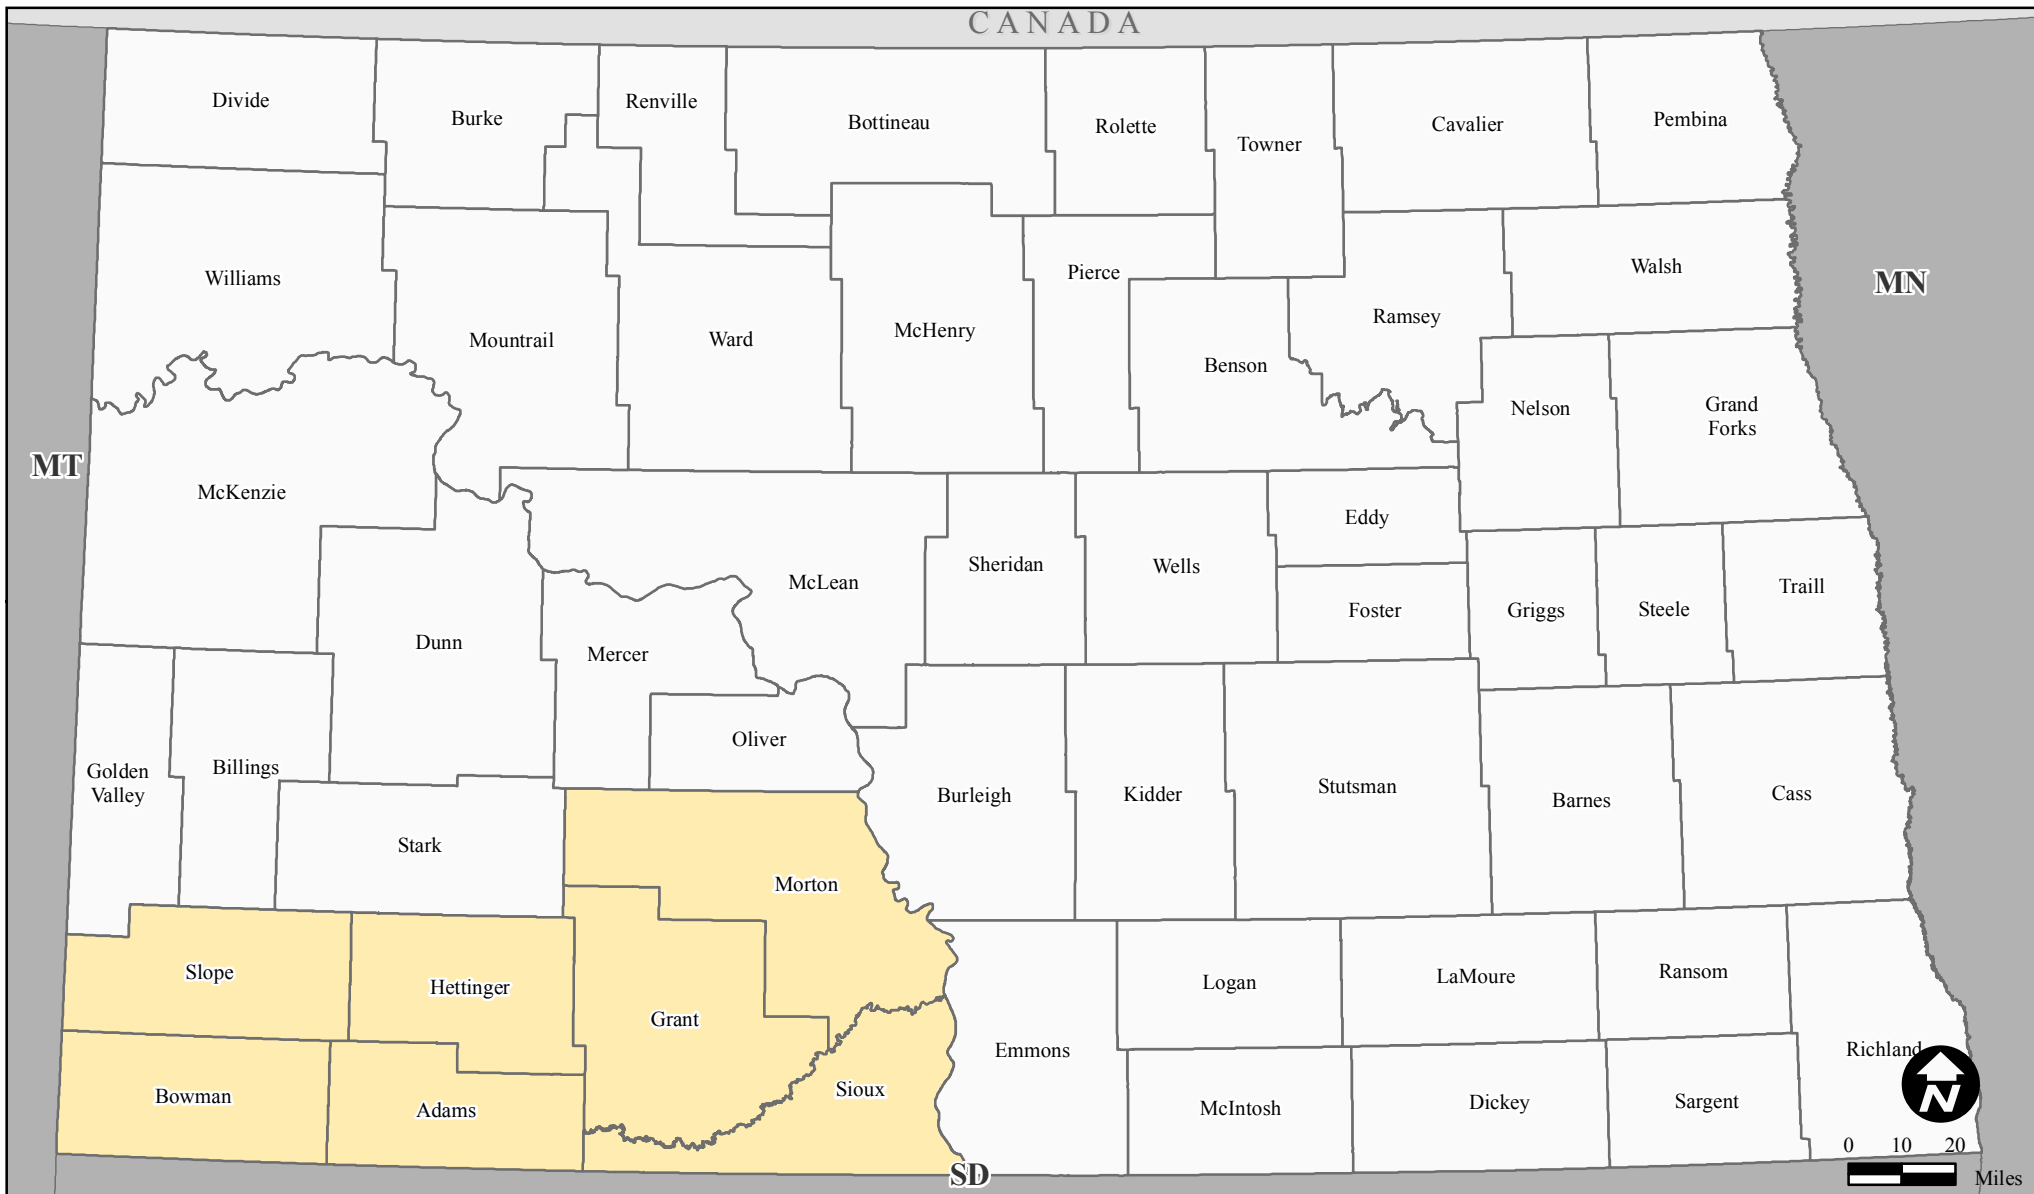 CANADA
Divide
Burke
Renville
Bottineau
Rolette
Towner
Cavalier
Pembina
Williams
Mountrail
Ward
McHenry
Pierce
Benson
Ramsey
Walsh
MN
Nelson
Grand
Forks
MT
McKenzie
Dunn
McLean
Mercer
Oliver
Sheridan
Wells
Eddy
Foster
Griggs
Steele
Traill
Golden
Valley
Billings
Stark
Morton
Burleigh
Kidder
Stutsman
Barnes
Cass
Slope
Hettinger
Grant
Sioux
Bowman
Adams
Emmons
Logan
LaMoure
Ransom
Richland
McIntosh
Dickey
Sargent
N
SD
0 10 20
Miles